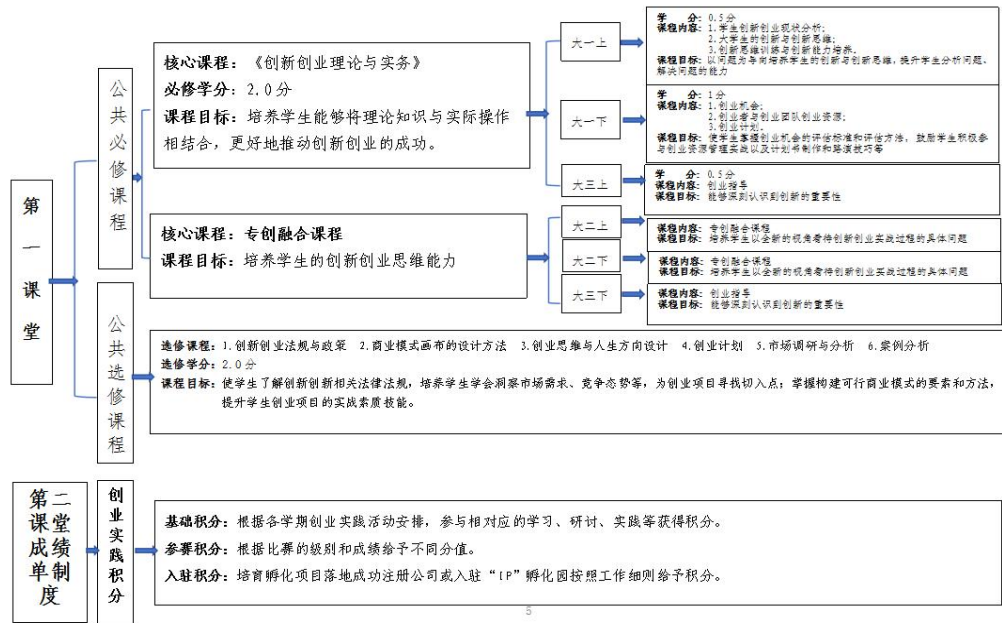 第一课堂
公共必修课程
核心课程：《创新创业理论与实务》
必修学分：2.0分
课程目标：培养学生能够将理论知识与实际操作
相结合，更好地推动创新创业的成功。
大一上
学 分：0.5分
课程内容：1.学生创新创业现状分析；
2.大学生的创新与创新思维；
3.创新思维训练与创新能力培养。
课程目标：以问题为导向培养学生的创新与创新思维，提升学生分析问题、
解决问题的能力
大一下
学 分：1分
课程内容：1.创业机会；
2.创业者与创业团队创业资源；
3.创业计划。
课程目标：使学生掌握创业机会的评估标准和评估方法，鼓励学生积极参
与创业资源管理实战以及计划书制作和路演技巧等
大三上
学 分：0.5分
课程内容：创业指导
课程目标：能够深刻认识到创新的重要性
核心课程：专创融合课程
课程目标：培养学生的创新创业思维能力
大二上
课程内容：专创融合课程
课程目标：培养学生以全新的视角看待创新创业实战过程的具体问题
大二下
课程内容：专创融合课程
课程目标：培养学生以全新的视角看待创新创业实战过程的具体问题
大三下
课程内容：创业指导
课程目标：能够深刻认识到创新的重要性
公共选修课程
选修课程：1.创新创业法规与政策 2.商业模式画布的设计方法 3.创业思维与人生方向设计 4.创业计划 5.市场调研与分析 6.案例分析
选修学分：2.0分
课程目标：使学生了解创新创新相关法律法规，培养学生学会洞察市场需求、竞争态势等，为创业项目寻找切入点；掌握构建可行商业模式的要素和方法，
提升学生创业项目的实战素质技能。
第二课堂成绩单制度
创业实践积分
基础积分：根据各学期创业实践活动安排，参与相对应的学习、研讨、实践等获得积分。
参赛积分：根据比赛的级别和成绩给予不同分值。
入驻积分：培育孵化项目落地成功注册公司或入驻“IP”孵化园按照工作细则给予积分。
5